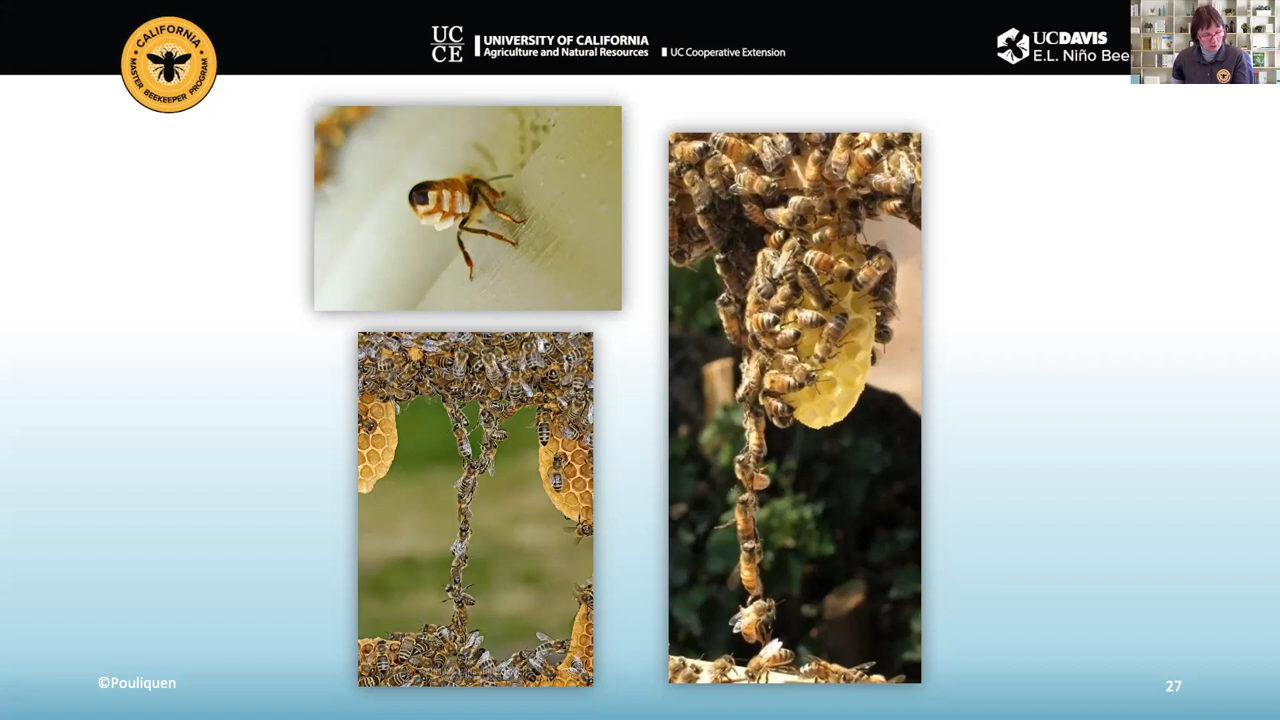 CALIFORNIA
MASTER BEEKEEPER PROGRAM
UC
CE
UNIVERSITY OF CALIFORNIA
Agriculture and Natural Resources
UC Cooperative Extension
UCDAVIS
E.L. Niño Bee
©Pouliquen
27